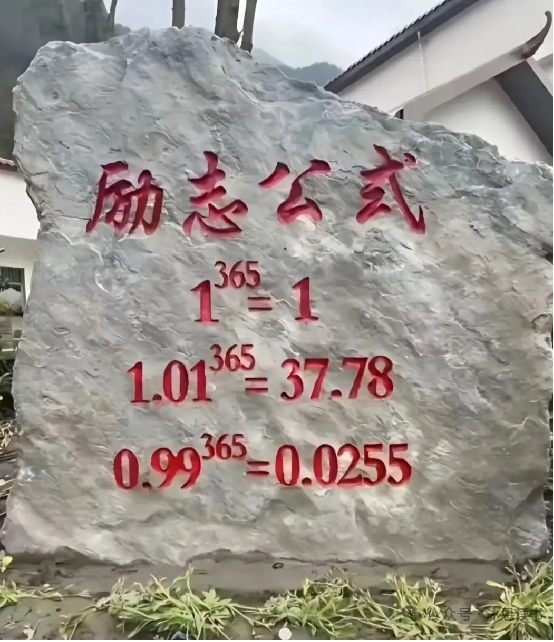 励志公式
1³⁶⁵ = 1
1.01³⁶⁵ = 37.78
0.99³⁶⁵=0.0255